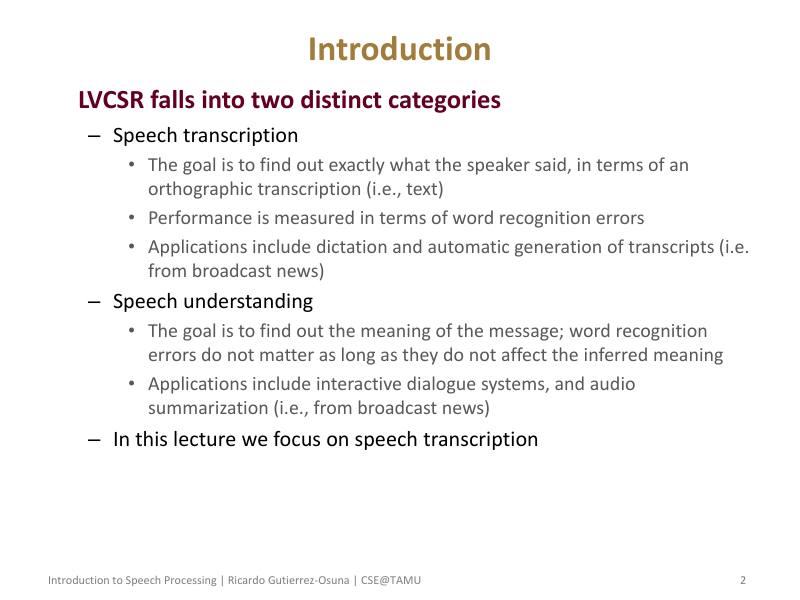 Introduction
LVCSR falls into two distinct categories
– Speech transcription
• The goal is to find out exactly what the speaker said, in terms of an
orthographic transcription (i.e., text)
• Performance is measured in terms of word recognition errors
• Applications include dictation and automatic generation of transcripts (i.e.
from broadcast news)
– Speech understanding
• The goal is to find out the meaning of the message; word recognition
errors do not matter as long as they do not affect the inferred meaning
• Applications include interactive dialogue systems, and audio
summarization (i.e., from broadcast news)
– In this lecture we focus on speech transcription
Introduction to Speech Processing | Ricardo Gutierrez-Osuna | CSE@TAMU 2